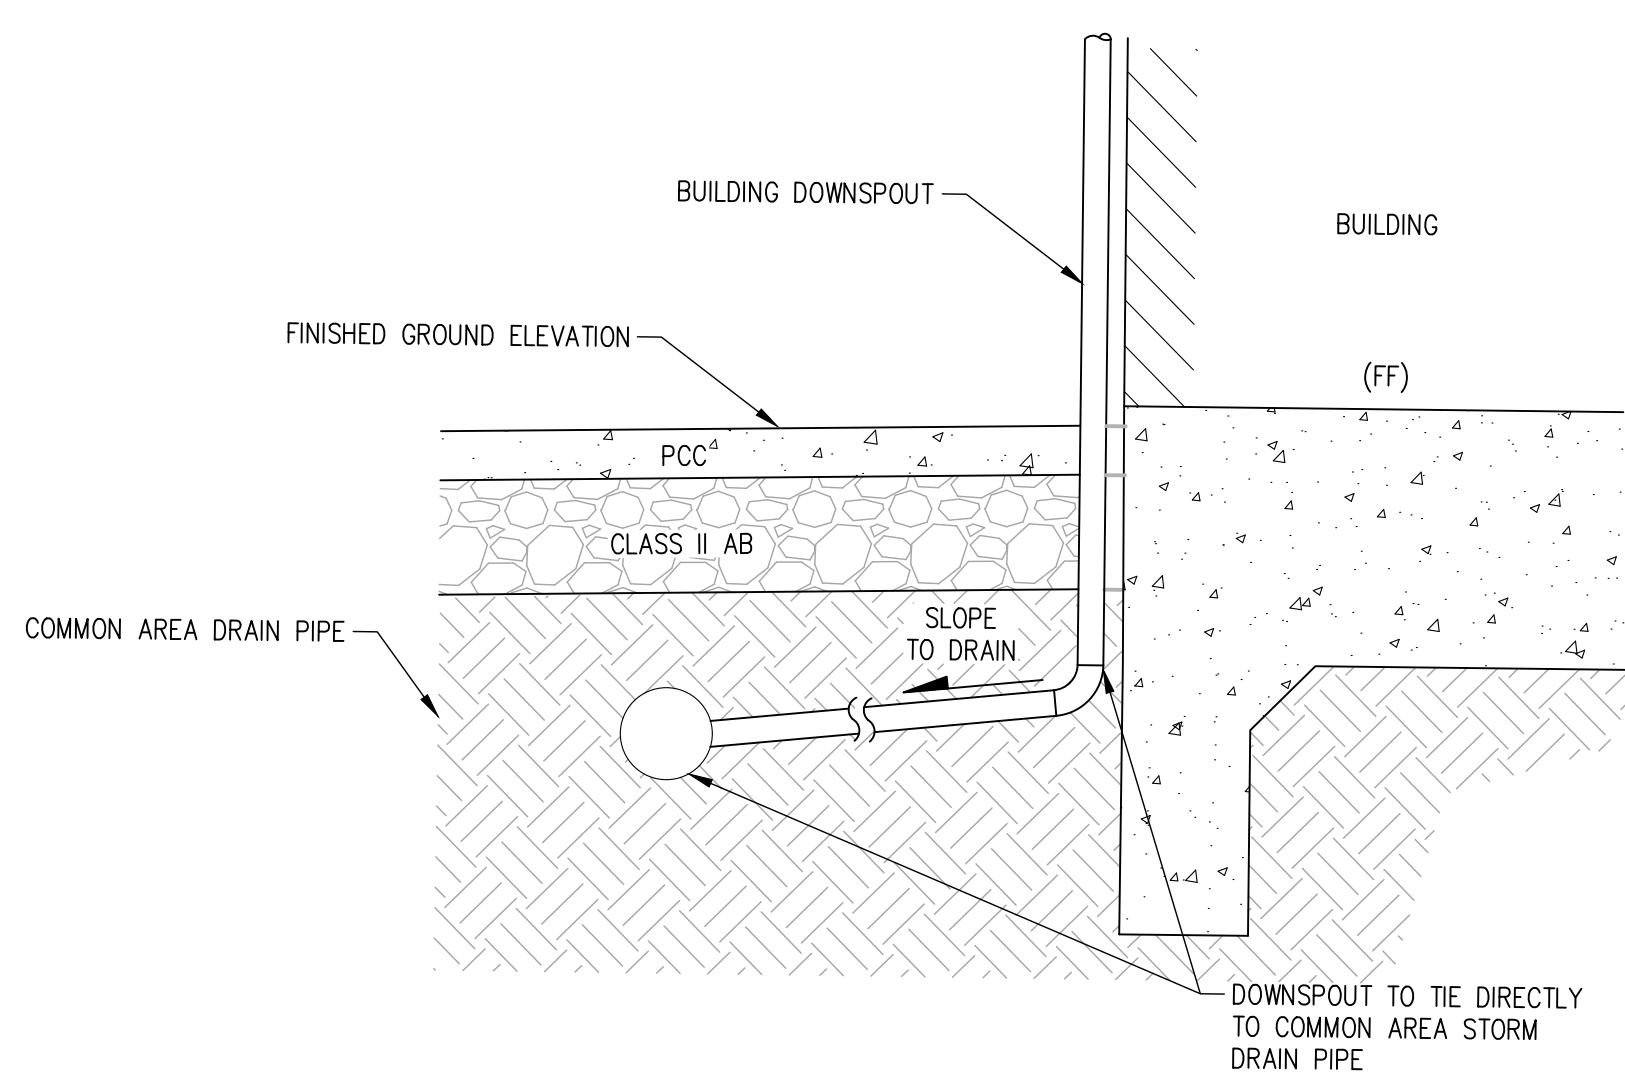 BUILDING DOWNSPOUT
BUILDING
FINISHED GROUND ELEVATION
(FF)
PCC
CLASS II AB
SLOPE
TO DRAIN
COMMON AREA DRAIN PIPE
DOWNSPOUT TO TIE DIRECTLY
TO COMMON AREA STORM
DRAIN PIPE